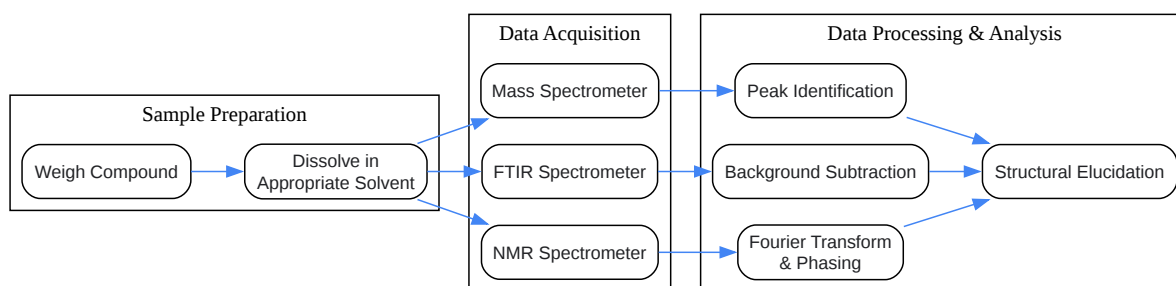 Sample Preparation
Weigh Compound
Dissolve in
Appropriate Solvent
Data Acquisition
Mass Spectrometer
FTIR Spectrometer
NMR Spectrometer
Data Processing & Analysis
Peak Identification
Background Subtraction
Fourier Transform
& Phasing
Structural Elucidation